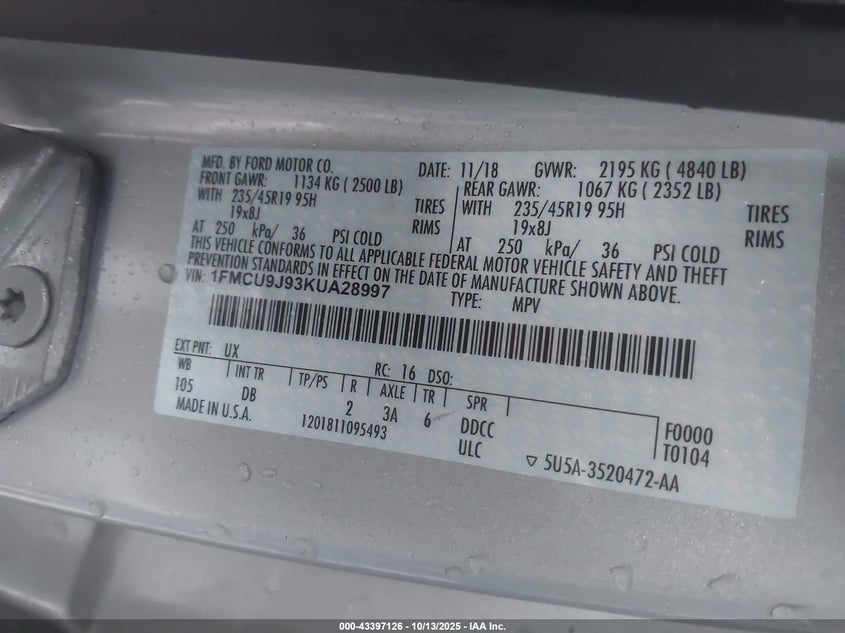 MFD. BY FORD MOTOR CO. DATE: 11/18 GVWR: 2195 KG ( 4840 LB)
FRONT GAWR: 1134 KG ( 2500 LB) REAR GAWR: 1067 KG ( 2352 LB)
WITH 235/45R19 95H TIRES WITH 235/45R19 95H TIRES
19x8J RIMS 19x8J RIMS
AT 250 kPa/ 36 PSI COLD AT 250 kPa/ 36 PSI COLD
THIS VEHICLE CONFORMS TO ALL APPLICABLE FEDERAL MOTOR VEHICLE SAFETY AND THEFT
PREVENTION STANDARDS IN EFFECT ON THE DATE OF MANUFACTURE SHOWN ABOVE.
VIN: 1FMCU9J93KUA28997 TYPE: MPV
EXT PNT: UX RC: 16 DSO:
WB INT TR TP/PS R AXLE TR SPR
105 DB 2 3A 6 DDCC F0000
MADE IN U.S.A. 1201811095493 ULC T0104
▽ 5U5A-3520472-AA
000-43397126 - 10/13/2025 - IAA Inc.